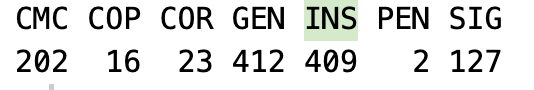 CMC COP COR GEN INS PEN SIG
202 16 23 412 409 2 127